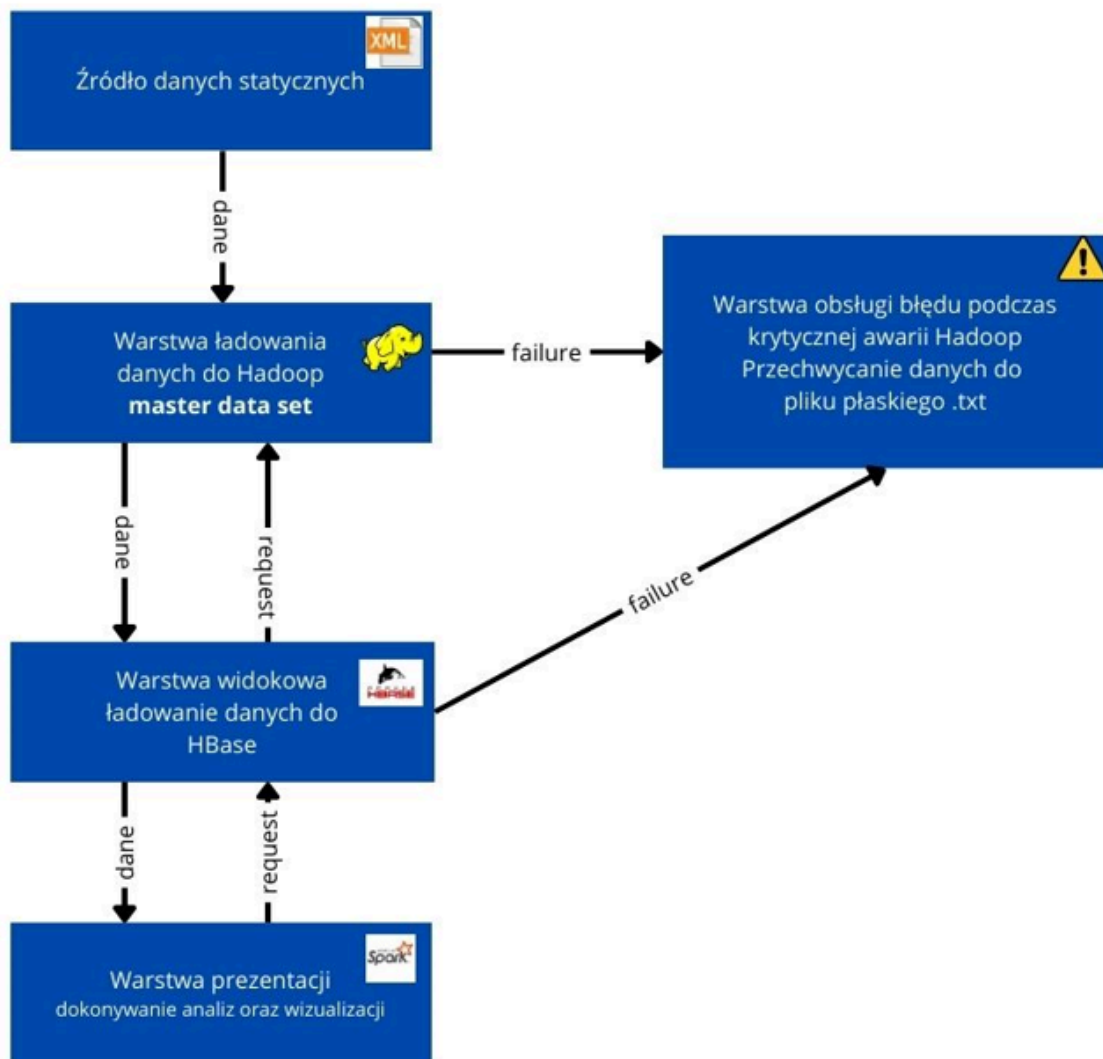 XML
Źródło danych statycznych
dane
Warstwa ładowania
danych do Hadoop
master data set
failure
Warstwa obsługi błędu podczas
krytycznej awarii Hadoop
Przechwycanie danych do
pliku płaskiego .txt
dane
request
failure
Warstwa widokowa
ładowanie danych do
HBase
HBASE
dane
request
Spark
Warstwa prezentacji
dokonywanie analiz oraz wizualizacji